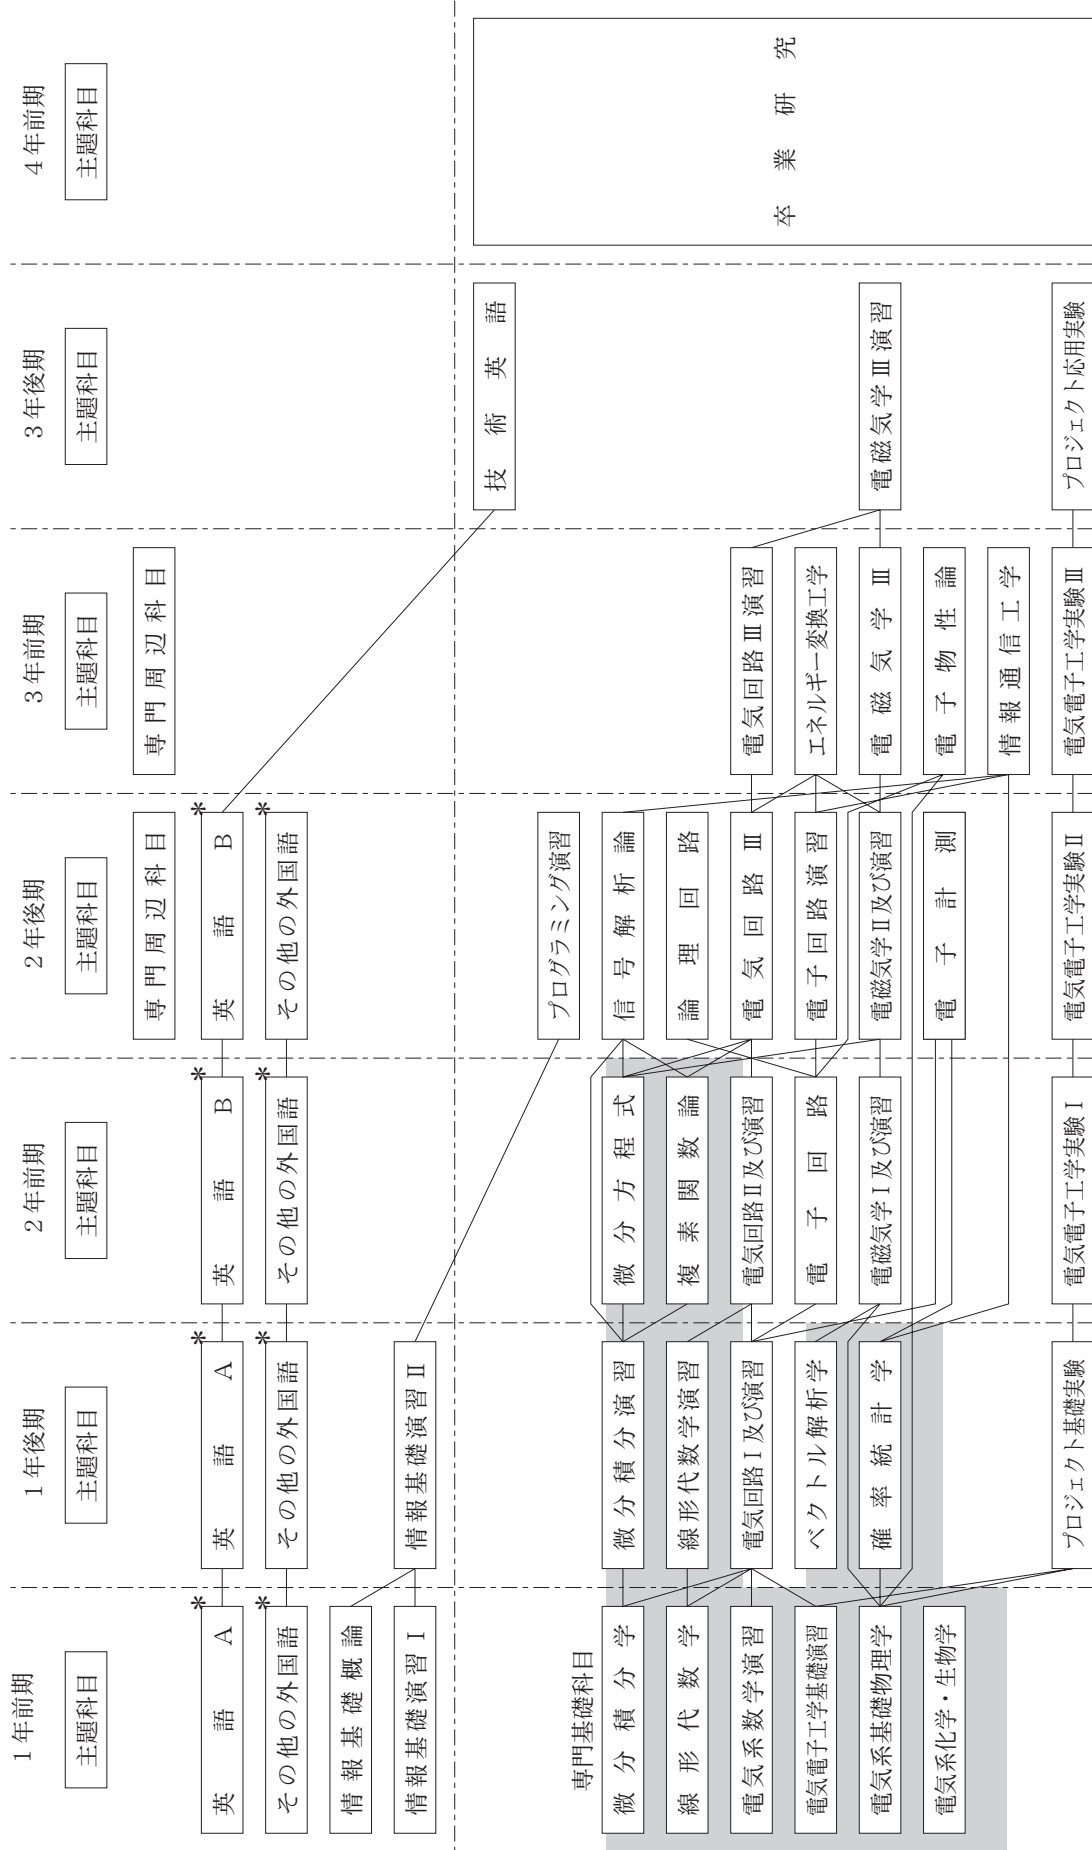 1年前期
主題科目
英語A
*
その他の外国語
*
情報基礎概論
情報基礎演習Ⅰ
専門基礎科目
微分積分学
線形代数学
電気系数学演習
電気電子工学基礎演習
電気系基礎物理学
電気系化学・生物学
1年後期
主題科目
英語A
*
その他の外国語
*
情報基礎演習Ⅱ
微分積分演習
線形代数学演習
電気回路Ⅰ及び演習
ベクトル解析学
確率統計学
プロジェクト基礎実験
2年前期
主題科目
英語B
*
その他の外国語
*
微分方程式
複素関数論
電気回路Ⅱ及び演習
電子回路
電磁気学Ⅰ及び演習
電気電子工学実験Ⅰ
2年後期
主題科目
専門周辺科目
英語B
*
その他の外国語
*
プログラミング演習
信号解析論
論理回路
電気回路Ⅲ
電子回路演習
電磁気学Ⅱ及び演習
電子計測
電気電子工学実験Ⅱ
3年前期
主題科目
専門周辺科目
電気回路Ⅲ演習
エネルギー変換工学
電磁気学Ⅲ
電子物性論
情報通信工学
電気電子工学実験Ⅲ
3年後期
主題科目
技術英語
電磁気学Ⅲ演習
プロジェクト応用実験
4年前期
主題科目
卒業研究